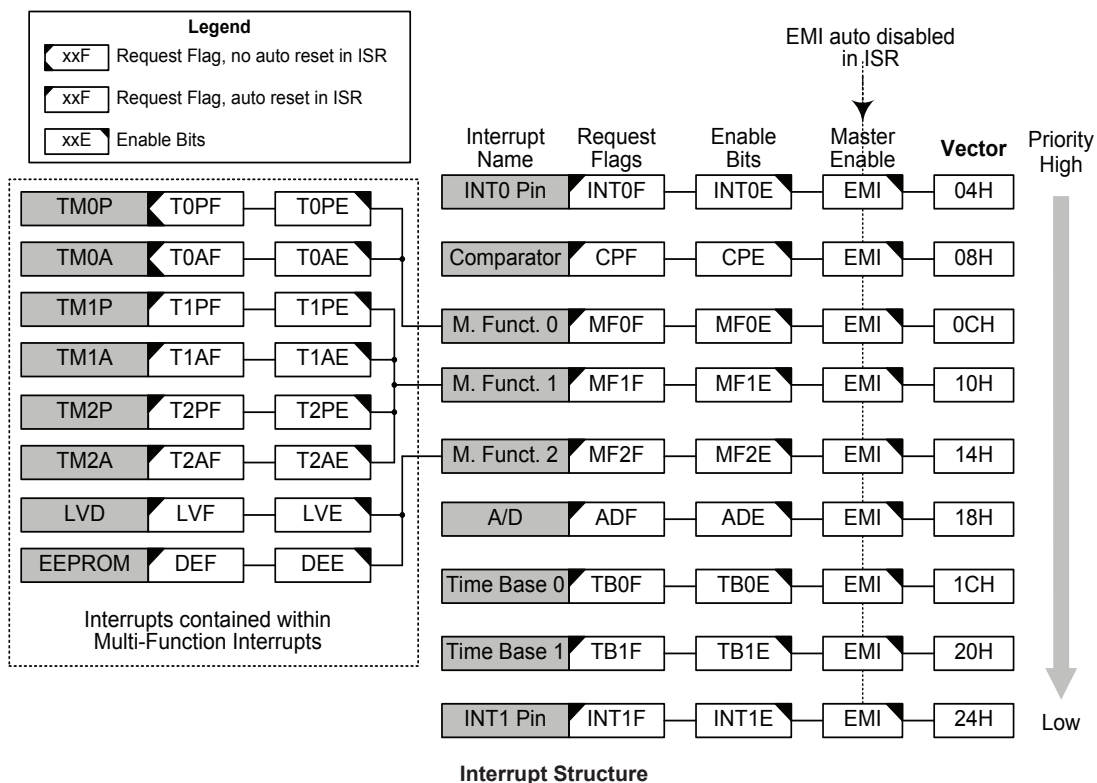 Legend
xxF Request Flag, no auto reset in ISR
xxF Request Flag, auto reset in ISR
xxE Enable Bits
EMI auto disabled
in ISR
Interrupt
Name
Request
Flags
Enable
Bits
Master
Enable
Vector
Priority
High
TM0P T0PF T0PE
TM0A T0AF T0AE
TM1P T1PF T1PE
TM1A T1AF T1AE
TM2P T2PF T2PE
TM2A T2AF T2AE
LVD LVF LVE
EEPROM DEF DEE
Interrupts contained within
Multi-Function Interrupts
INT0 Pin INT0F INT0E EMI 04H
Comparator CPF CPE EMI 08H
M. Funct. 0 MF0F MF0E EMI 0CH
M. Funct. 1 MF1F MF1E EMI 10H
M. Funct. 2 MF2F MF2E EMI 14H
A/D ADF ADE EMI 18H
Time Base 0 TB0F TB0E EMI 1CH
Time Base 1 TB1F TB1E EMI 20H
INT1 Pin INT1F INT1E EMI 24H
Low
Interrupt Structure